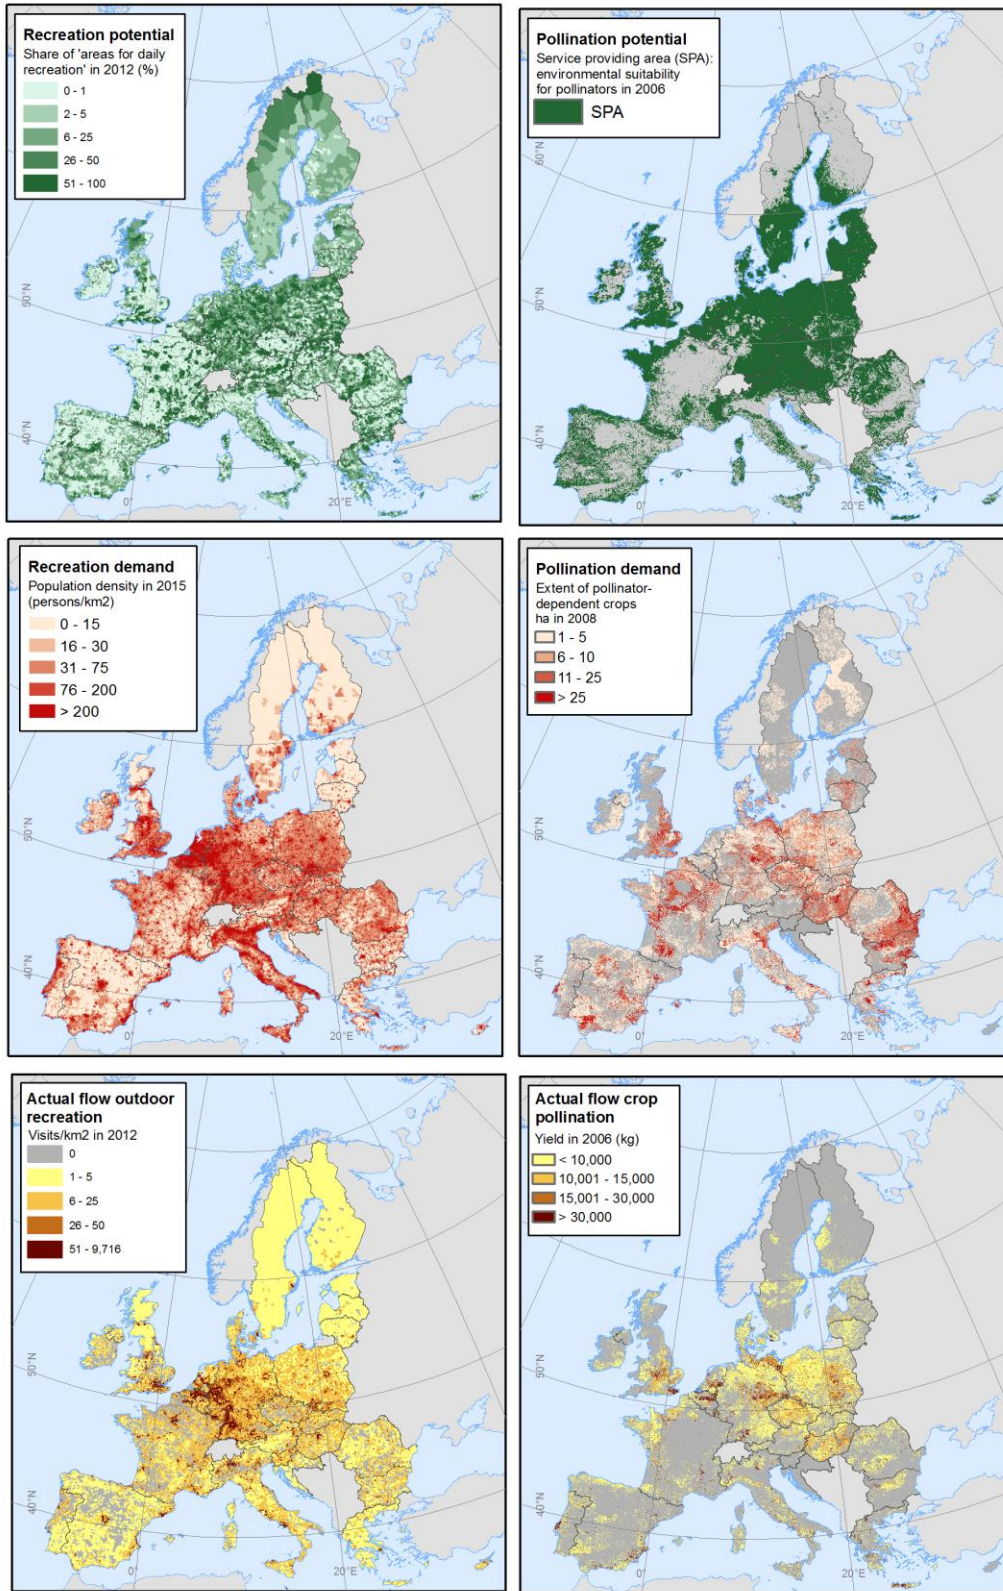 Recreation potential
Share of 'areas for daily
recreation' in 2012 (%)
0 - 1
2 - 5
6 - 25
26 - 50
51 - 100
50°N
40°N
0°
20°E
Pollination potential
Service providing area (SPA):
environmental suitability
for pollinators in 2006
SPA
60°N
50°N
40°N
0°
20°E
Recreation demand
Population density in 2015
(persons/km2)
0 - 15
16 - 30
31 - 75
76 - 200
> 200
50°N
40°N
0°
20°E
Pollination demand
Extent of pollinator-
dependent crops
ha in 2008
1 - 5
6 - 10
11 - 25
> 25
50°N
40°N
0°
20°E
Actual flow outdoor
recreation
Visits/km2 in 2012
0
1 - 5
6 - 25
26 - 50
51 - 9,716
50°N
40°N
0°
20°E
Actual flow crop
pollination
Yield in 2006 (kg)
< 10,000
10,001 - 15,000
15,001 - 30,000
> 30,000
50°N
40°N
0°
20°E